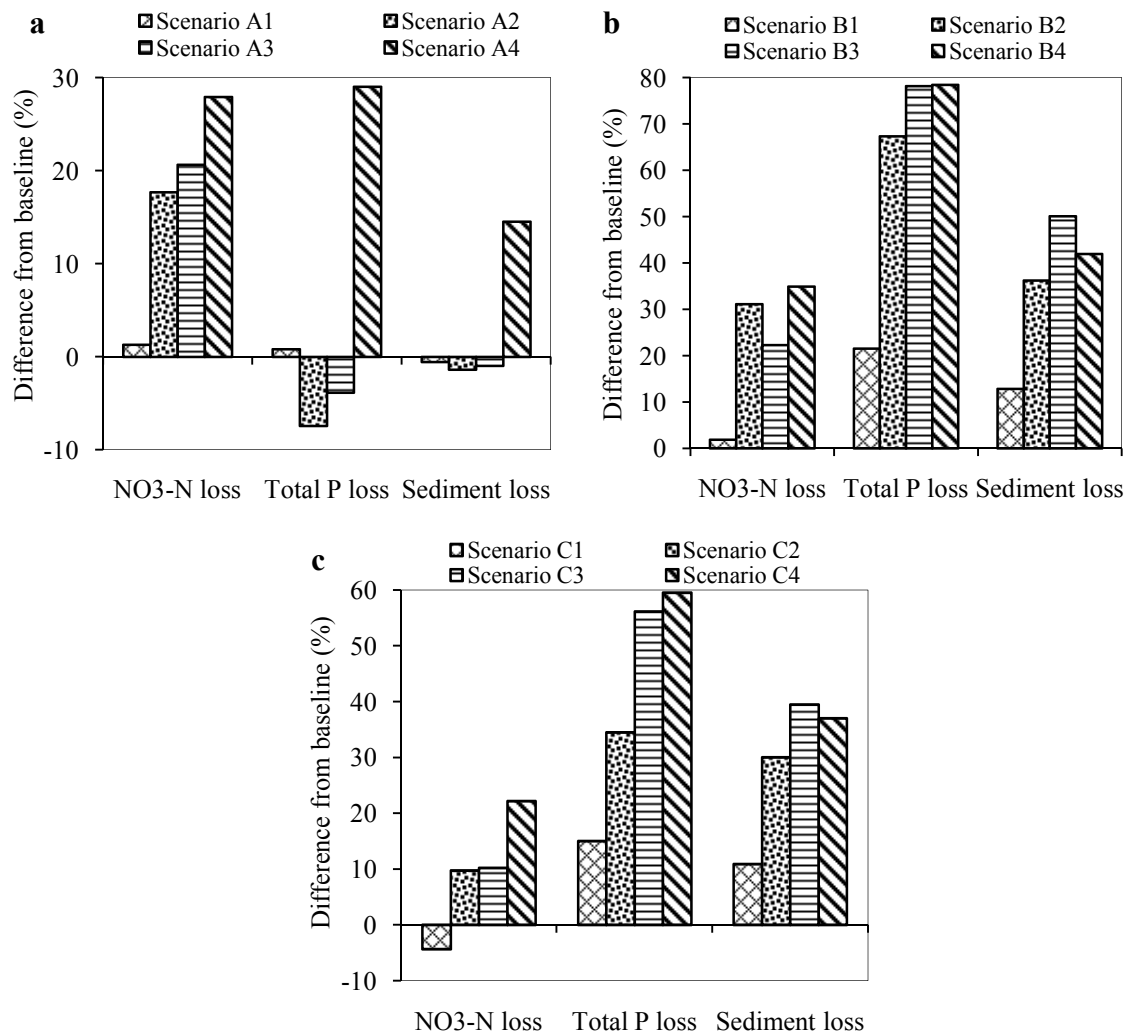 a
Scenario A1
Scenario A2
Scenario A3
Scenario A4
Difference from baseline (%)
30
20
10
0
-10
NO3-N loss
Total P loss
Sediment loss
b
Scenario B1
Scenario B2
Scenario B3
Scenario B4
Difference from baseline (%)
80
70
60
50
40
30
20
10
0
NO3-N loss
Total P loss
Sediment loss
c
Scenario C1
Scenario C2
Scenario C3
Scenario C4
Difference from baseline (%)
60
50
40
30
20
10
0
-10
NO3-N loss
Total P loss
Sediment loss